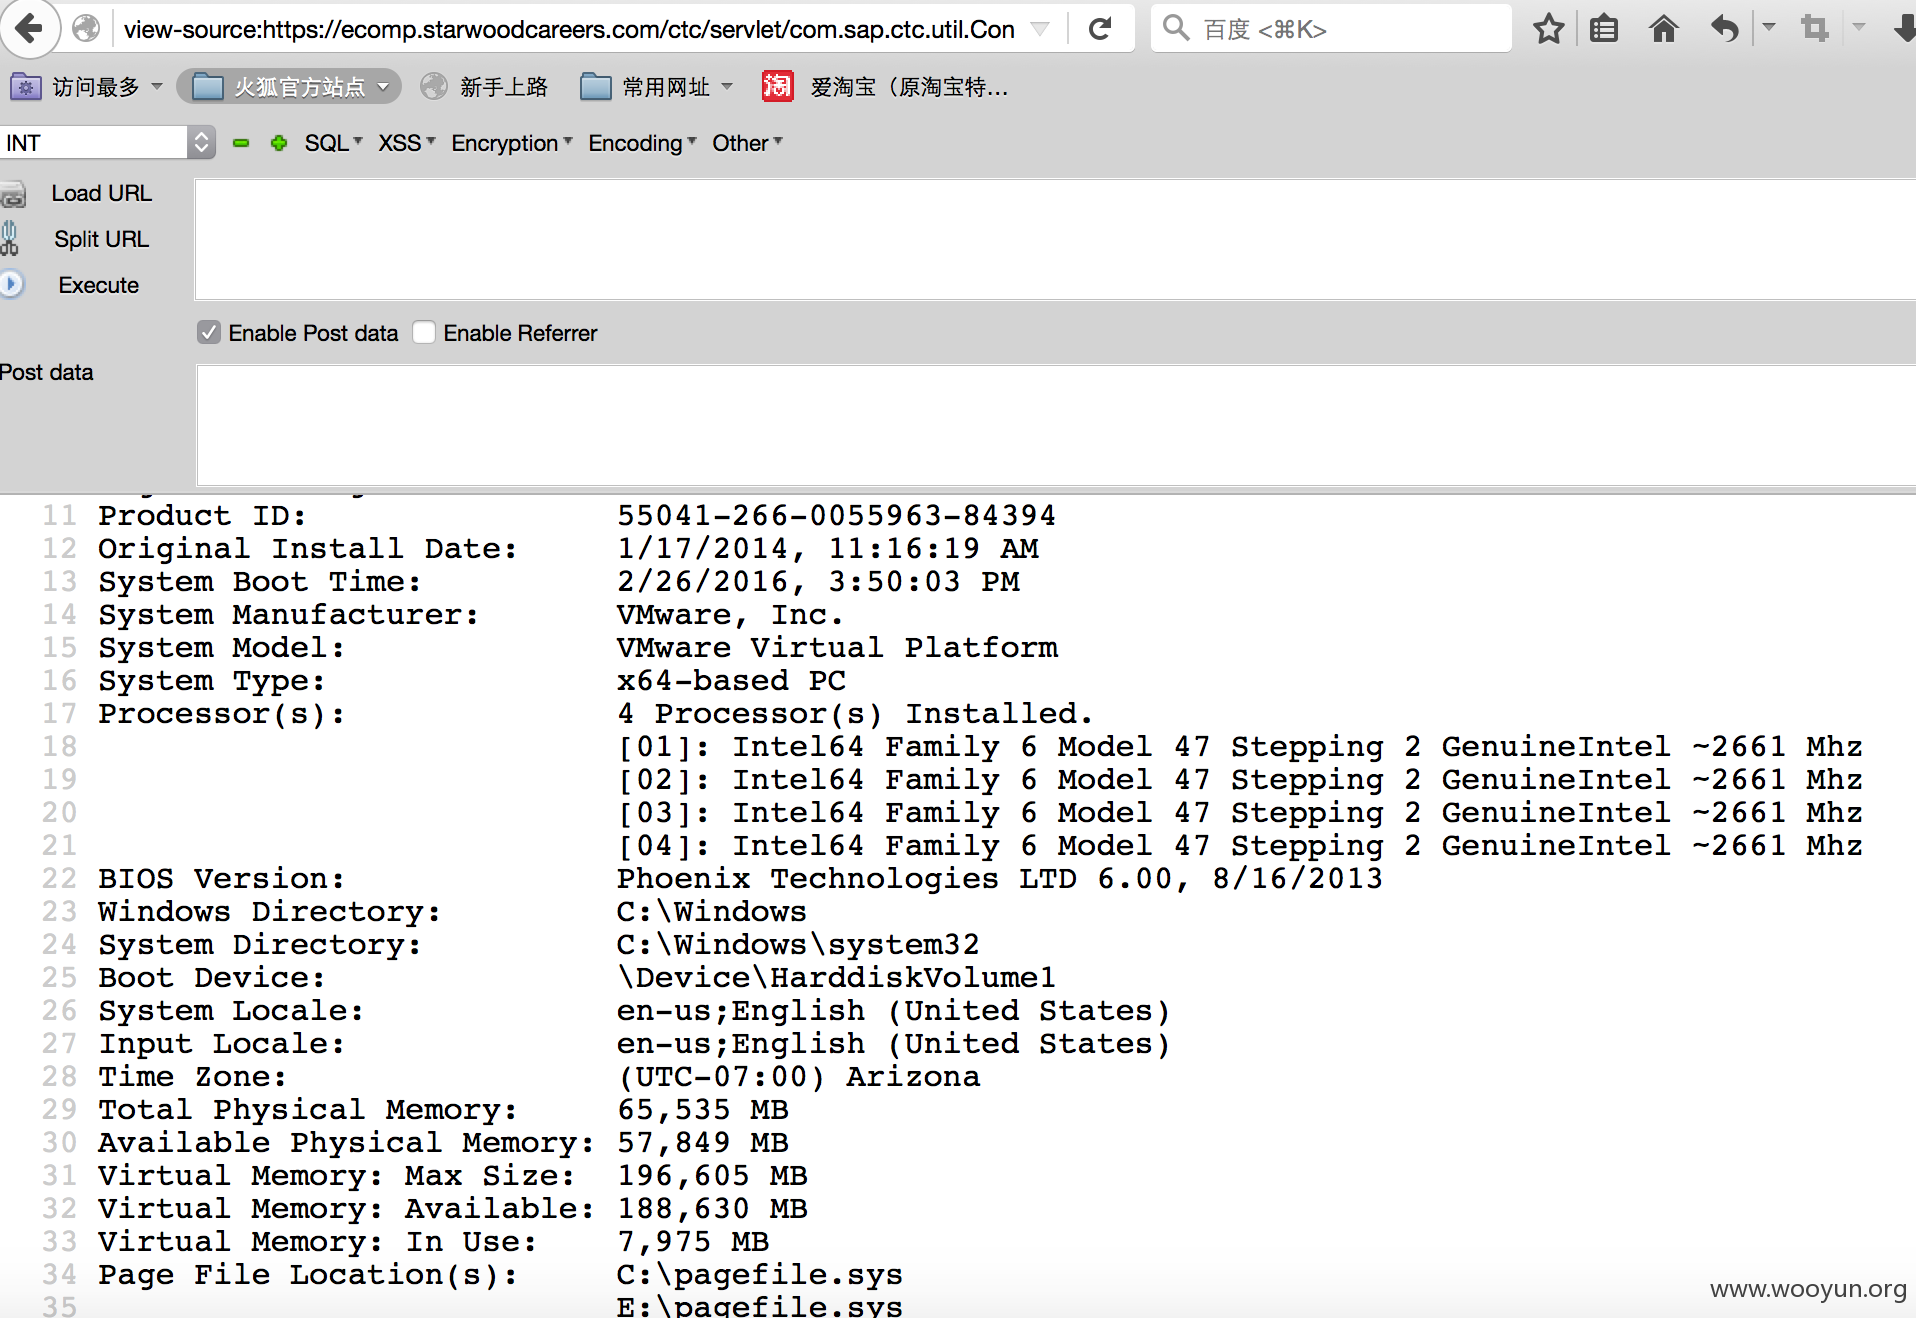 view-source:https://ecomp.starwoodcareers.com/ctc/servlet/com.sap.ctc.util.Con
百度 <⌘K>
访问最多 火狐官方站点 新手上路 常用网址 淘 爱淘宝（原淘宝特...
INT SQL XSS Encryption Encoding Other
Load URL
Split URL
Execute
Enable Post data Enable Referrer
Post data
11 Product ID: 55041-266-0055963-84394
12 Original Install Date: 1/17/2014, 11:16:19 AM
13 System Boot Time: 2/26/2016, 3:50:03 PM
14 System Manufacturer: VMware, Inc.
15 System Model: VMware Virtual Platform
16 System Type: x64-based PC
17 Processor(s): 4 Processor(s) Installed.
18 [01]: Intel64 Family 6 Model 47 Stepping 2 GenuineIntel ~2661 Mhz
19 [02]: Intel64 Family 6 Model 47 Stepping 2 GenuineIntel ~2661 Mhz
20 [03]: Intel64 Family 6 Model 47 Stepping 2 GenuineIntel ~2661 Mhz
21 [04]: Intel64 Family 6 Model 47 Stepping 2 GenuineIntel ~2661 Mhz
22 BIOS Version: Phoenix Technologies LTD 6.00, 8/16/2013
23 Windows Directory: C:\Windows
24 System Directory: C:\Windows\system32
25 Boot Device: \Device\HarddiskVolume1
26 System Locale: en-us;English (United States)
27 Input Locale: en-us;English (United States)
28 Time Zone: (UTC-07:00) Arizona
29 Total Physical Memory: 65,535 MB
30 Available Physical Memory: 57,849 MB
31 Virtual Memory: Max Size: 196,605 MB
32 Virtual Memory: Available: 188,630 MB
33 Virtual Memory: In Use: 7,975 MB
34 Page File Location(s): C:\pagefile.sys
35 E:\pagefile.sys
www.wooyun.org